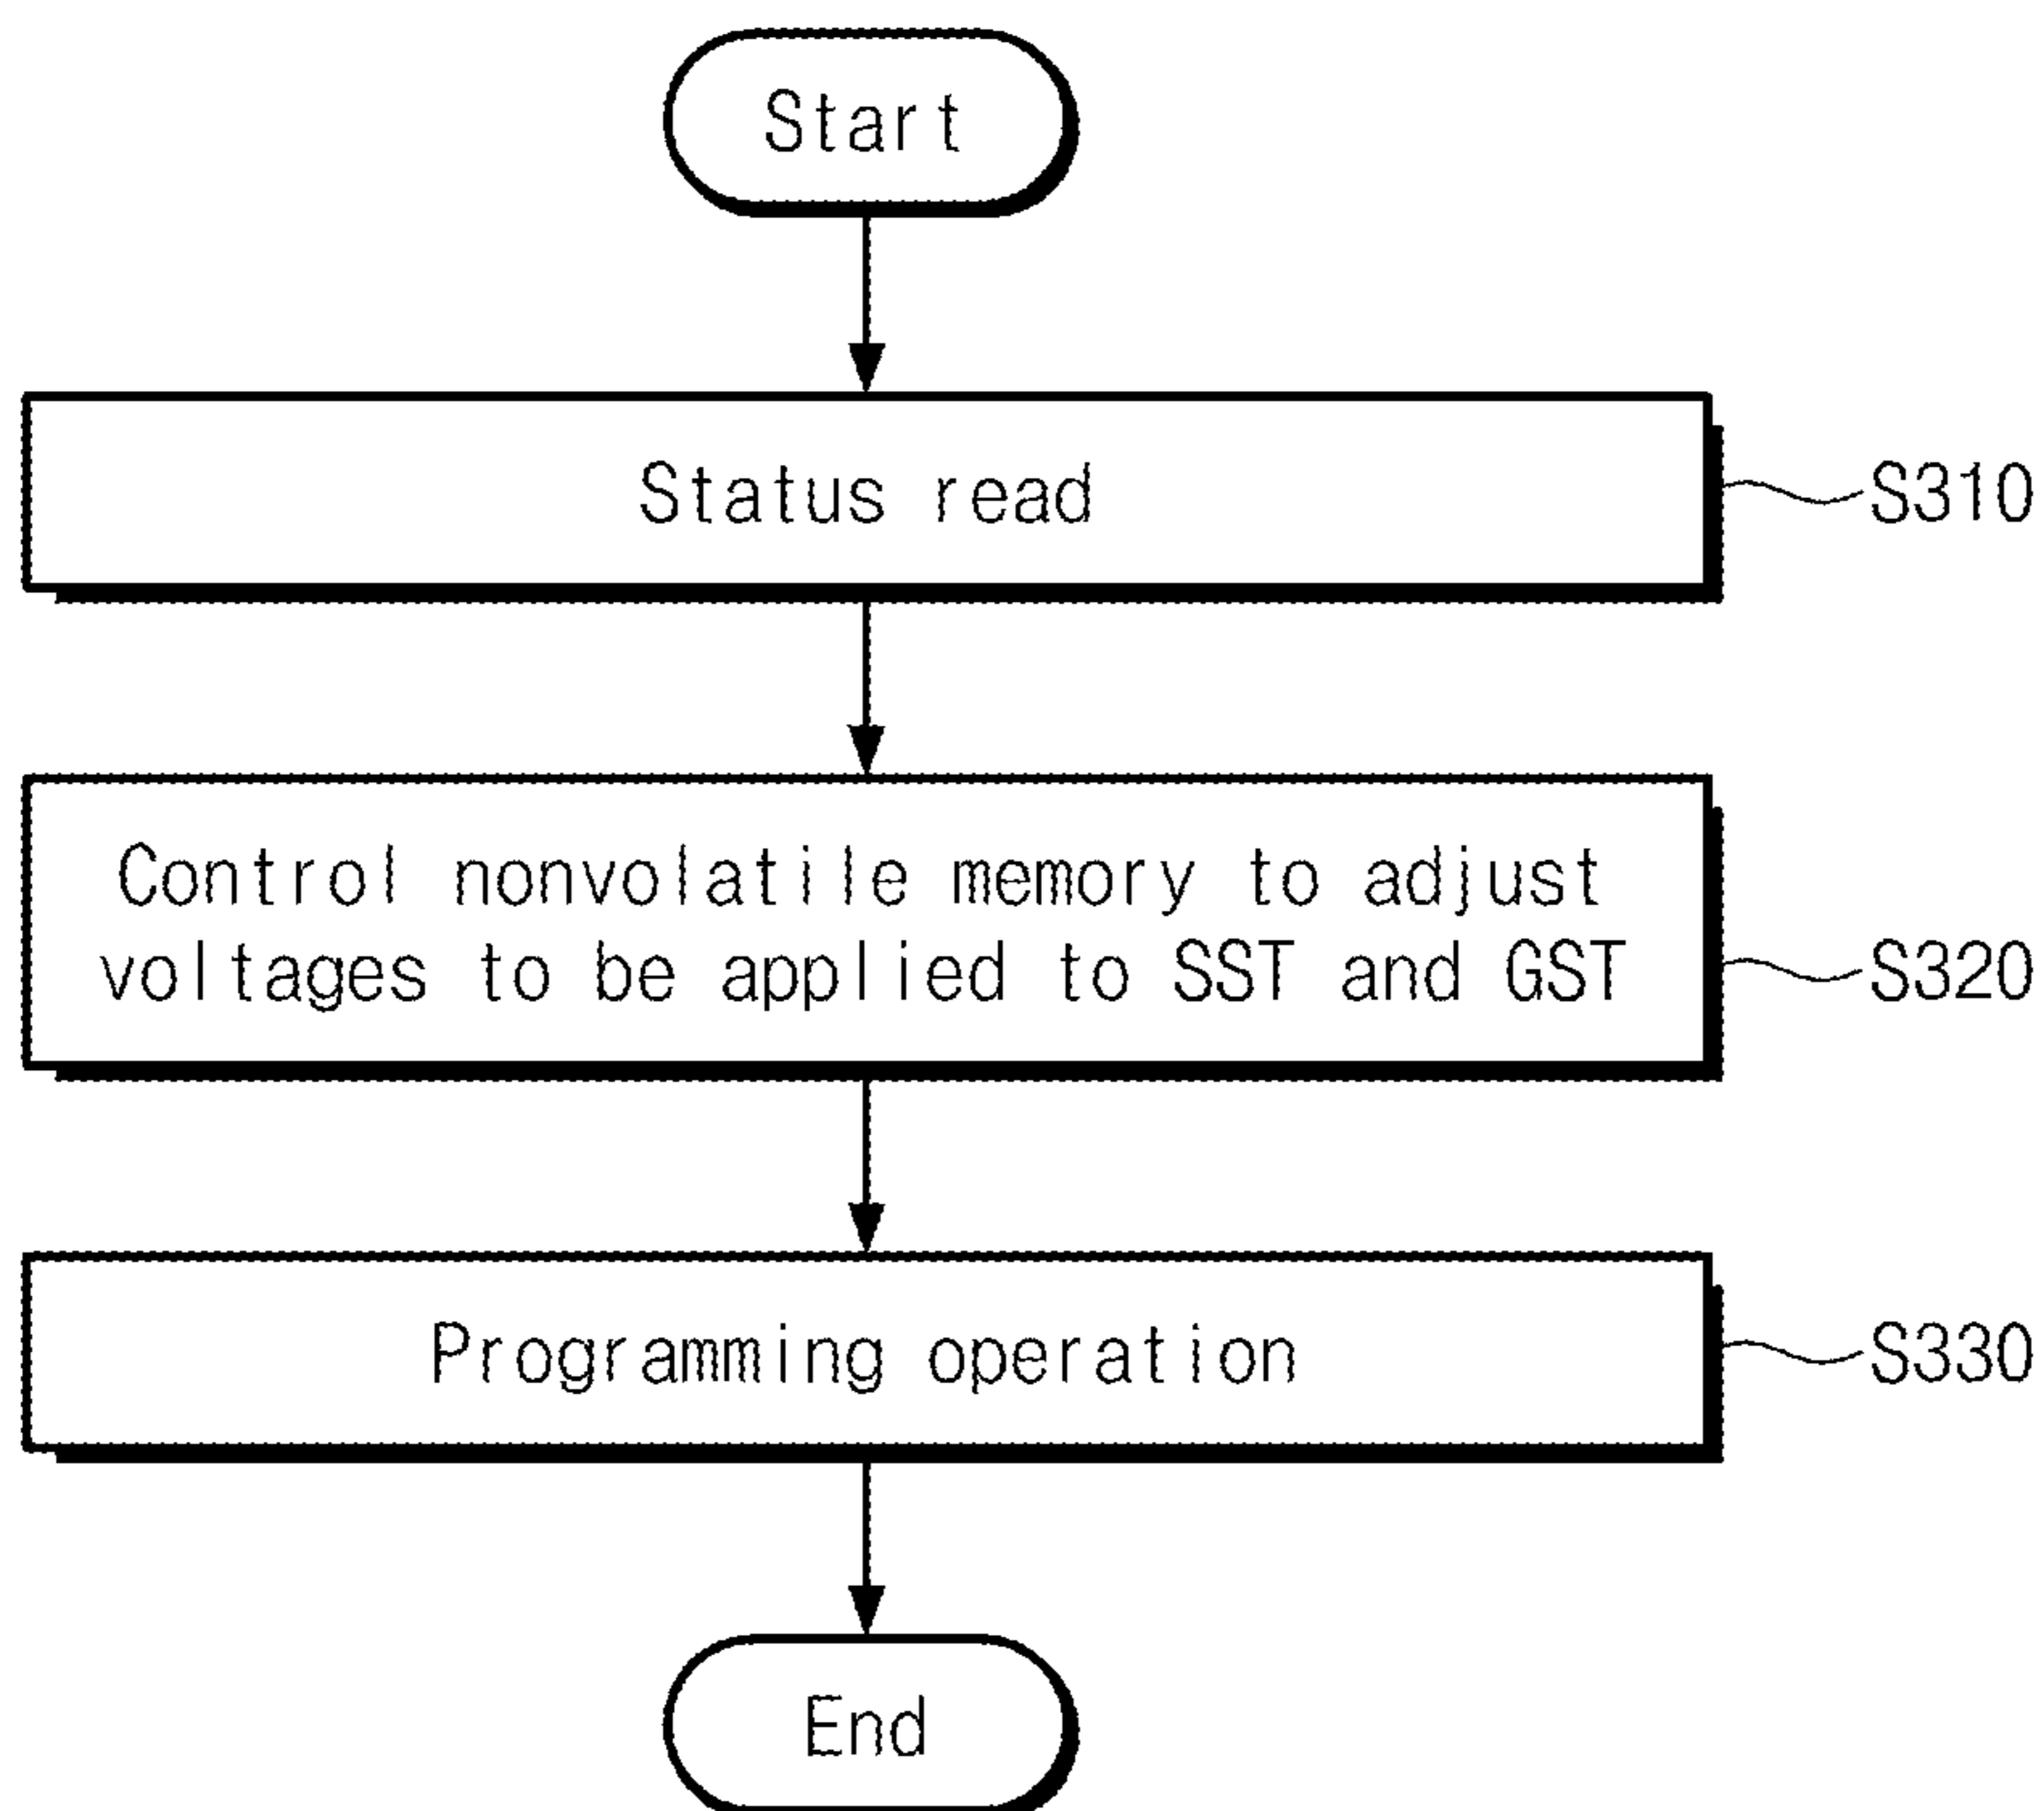 Start
Status read
S310
Control nonvolatile memory to adjust
voltages to be applied to SST and GST
S320
Programming operation
S330
End